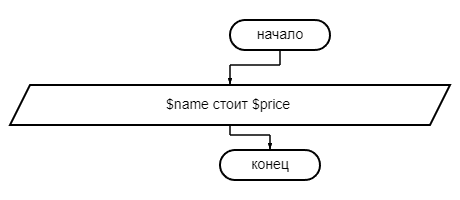 начало
$name стоит $price
конец